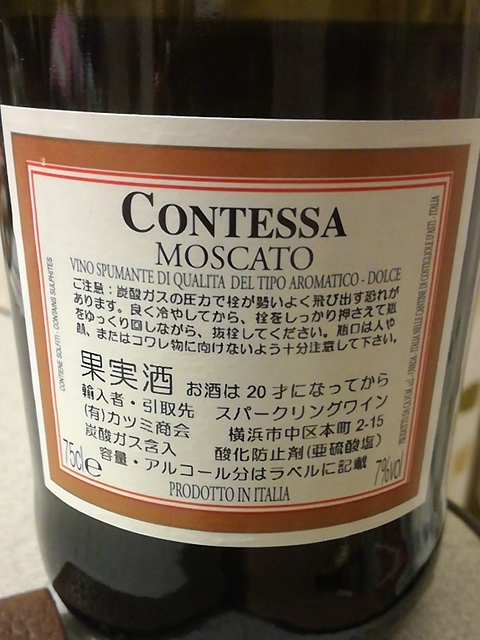 CONTESSA
MOSCATO
VINO SPUMANTE DI QUALITA DEL TIPO AROMATICO - DOLCE
ご注意：炭酸ガスの圧力で栓が勢いよく飛び出す恐れが
あります。良く冷やしてから、栓をしっかり押さえて瓶
をゆっくり回しながら、抜栓してください。瓶口は人や
顔、またはコワレ物に向けないよう十分注意して下さい。
果実酒 お酒は20才になってから
輸入者・引取先 スパークリングワイン
(有)カツミ商会 横浜市中区本町2-15
炭酸ガス含入 酸化防止剤(亜硫酸塩)
容量・アルコール分はラベルに記載
75cl e
7%vol
PRODOTTO IN ITALIA
CONTIENE SOLFITI - CONTAINS SULPHITES
ITALIA NELLE CANTINE DI COSTIGLIOLE D'ASTI - ITALIA